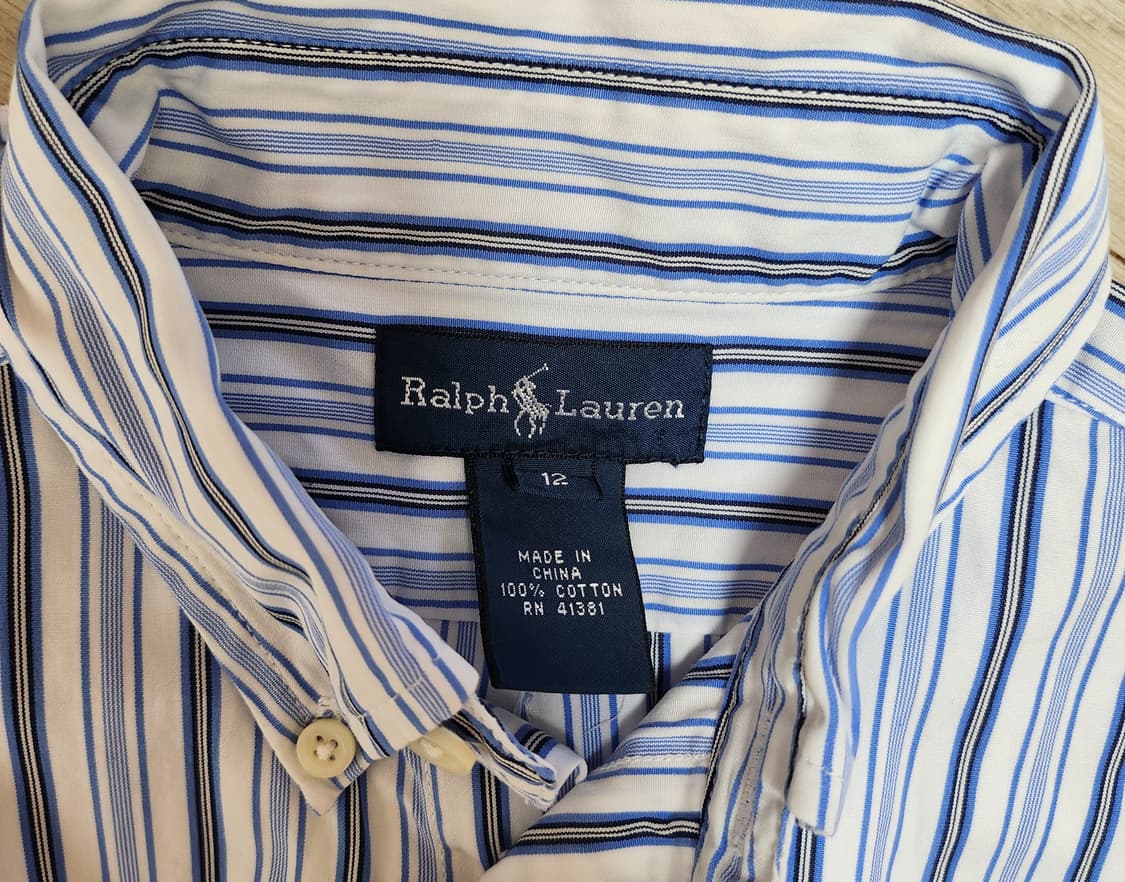 Ralph Lauren
12
MADE IN
CHINA
100% COTTON
RN 41381